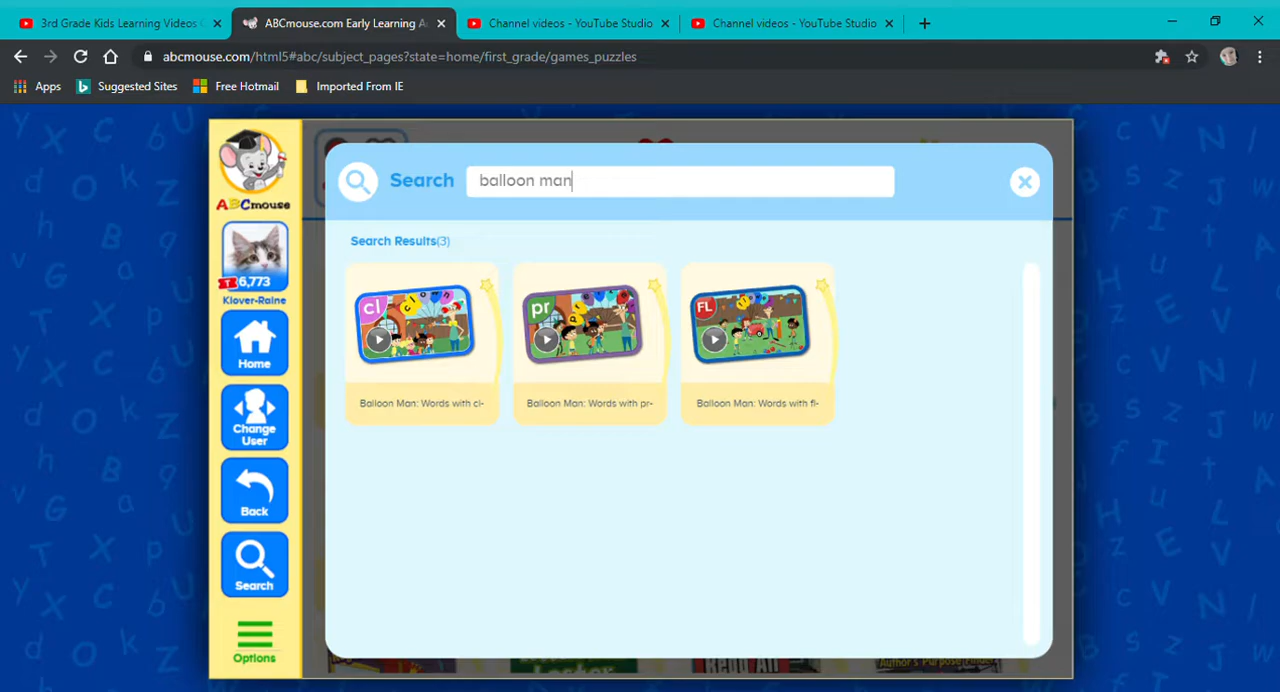 3rd Grade Kids Learning Videos
ABCmouse.com Early Learning A
Channel videos - YouTube Studio
Channel videos - YouTube Studio
abcmouse.com/html5#abc/subject_pages?state=home/first_grade/games_puzzles
Apps
Suggested Sites
Free Hotmail
Imported From IE
ABCmouse
6,773
Klover-Raine
Home
Change
User
Back
Search
Options
Search
balloon man
Search Results(3)
cl
pr
FL
Balloon Man: Words with cl-
Balloon Man: Words with pr-
Balloon Man: Words with fl-
Read All
Author's Purpose Finder